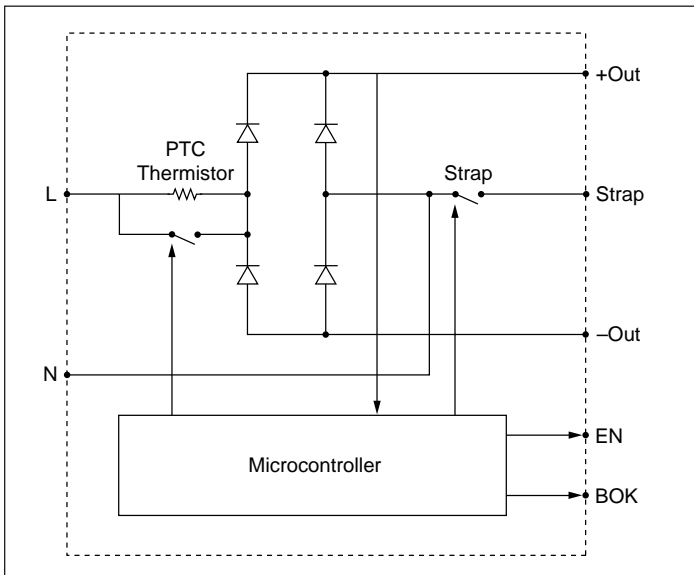 +Out
PTC
Thermistor
Strap
L
Strap
–Out
N
EN
Microcontroller
BOK